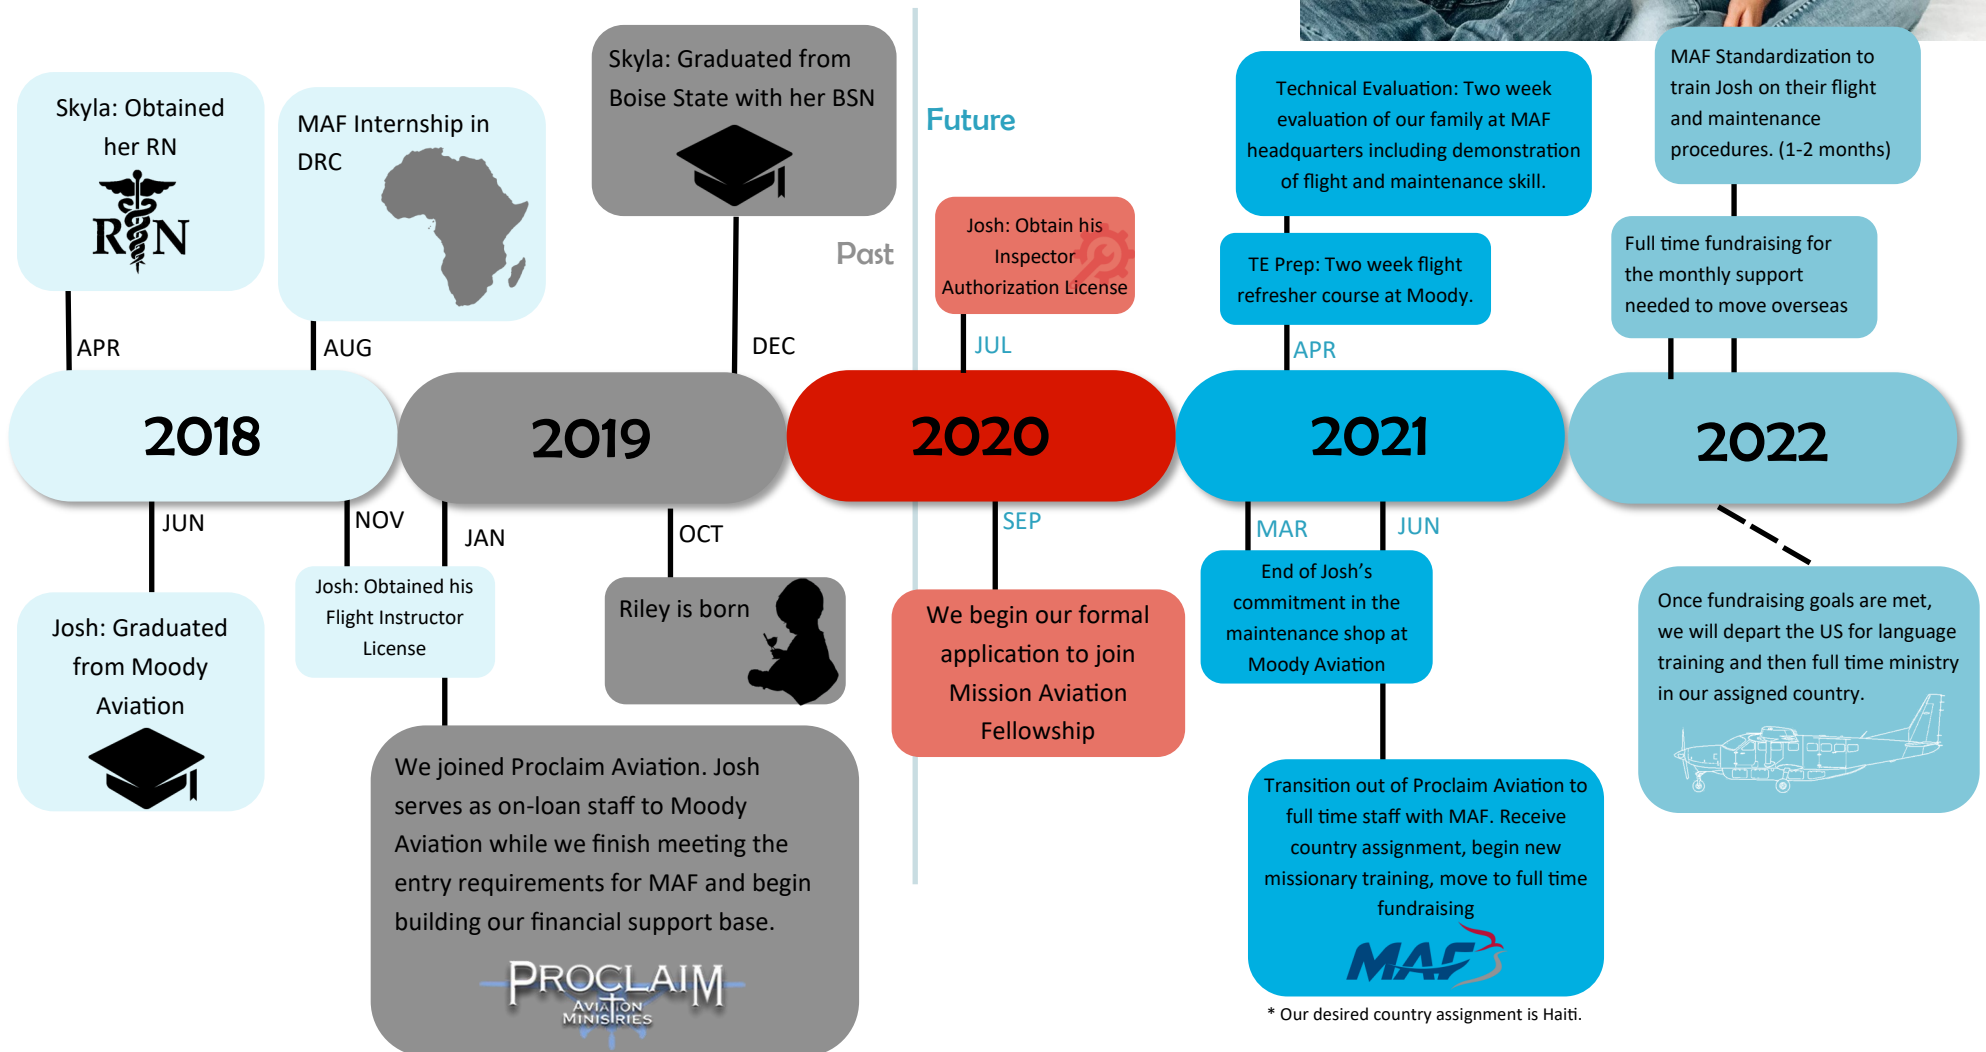 Skyla: Obtained
her RN
RN
APR
MAF Internship in
DRC
AUG
Skyla: Graduated from
Boise State with her BSN
DEC
Past
Future
Josh: Obtain his
Inspector
Authorization License
JUL
Technical Evaluation: Two week
evaluation of our family at MAF
headquarters including demonstration
of flight and maintenance skill.
TE Prep: Two week flight
refresher course at Moody.
APR
MAF Standardization to
train Josh on their flight
and maintenance
procedures. (1-2 months)
Full time fundraising for
the monthly support
needed to move overseas
2018
2019
2020
2021
2022
JUN
Josh: Graduated
from Moody
Aviation
NOV
Josh: Obtained his
Flight Instructor
License
JAN
We joined Proclaim Aviation. Josh
serves as on-loan staff to Moody
Aviation while we finish meeting the
entry requirements for MAF and begin
building our financial support base.
PROCLAIM
AVIATION
MINISTRIES
OCT
Riley is born
SEP
We begin our formal
application to join
Mission Aviation
Fellowship
MAR
End of Josh's
commitment in the
maintenance shop at
Moody Aviation
JUN
Transition out of Proclaim Aviation to
full time staff with MAF. Receive
country assignment, begin new
missionary training, move to full time
fundraising
MAF
* Our desired country assignment is Haiti.
Once fundraising goals are met,
we will depart the US for language
training and then full time ministry
in our assigned country.